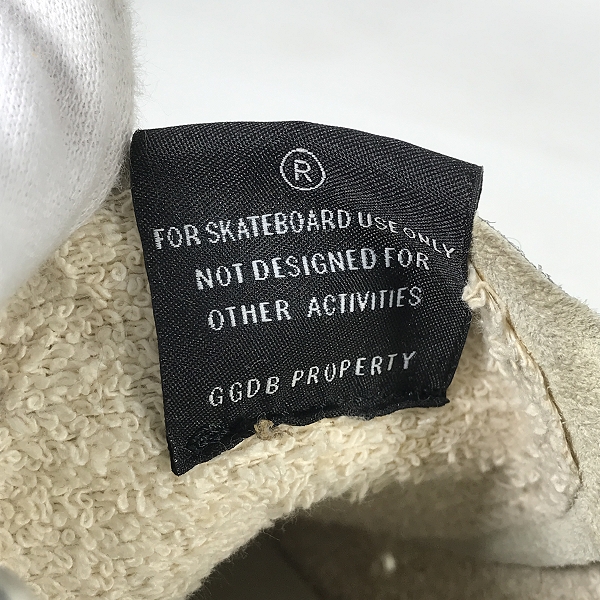 ®
FOR SKATEBOARD USE ONLY
NOT DESIGNED FOR
OTHER ACTIVITIES
GGDB PROPERTY